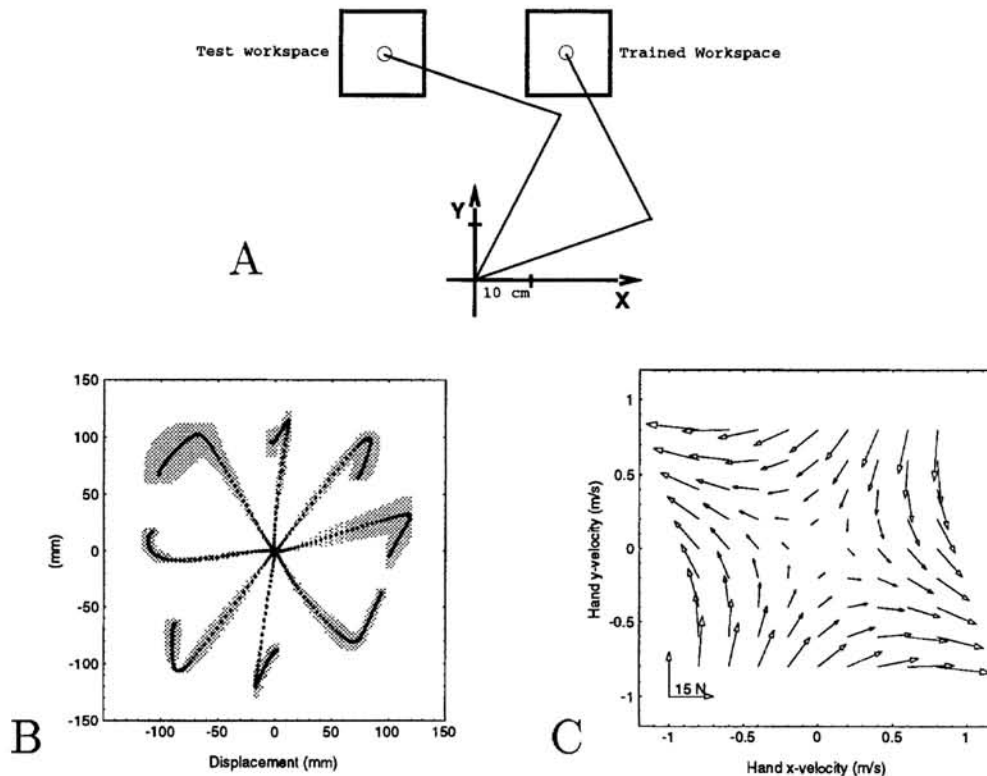 Test workspace
Trained Workspace
Y
10 cm
X
A
150
100
50
0
-50
-100
-150
(mm)
-100
-50
0
50
100
150
Displacement (mm)
B
1
0.5
0
-0.5
-1
Hand y-velocity (m/s)
15 N
-1
-0.5
0
0.5
1
Hand x-velocity (m/s)
C